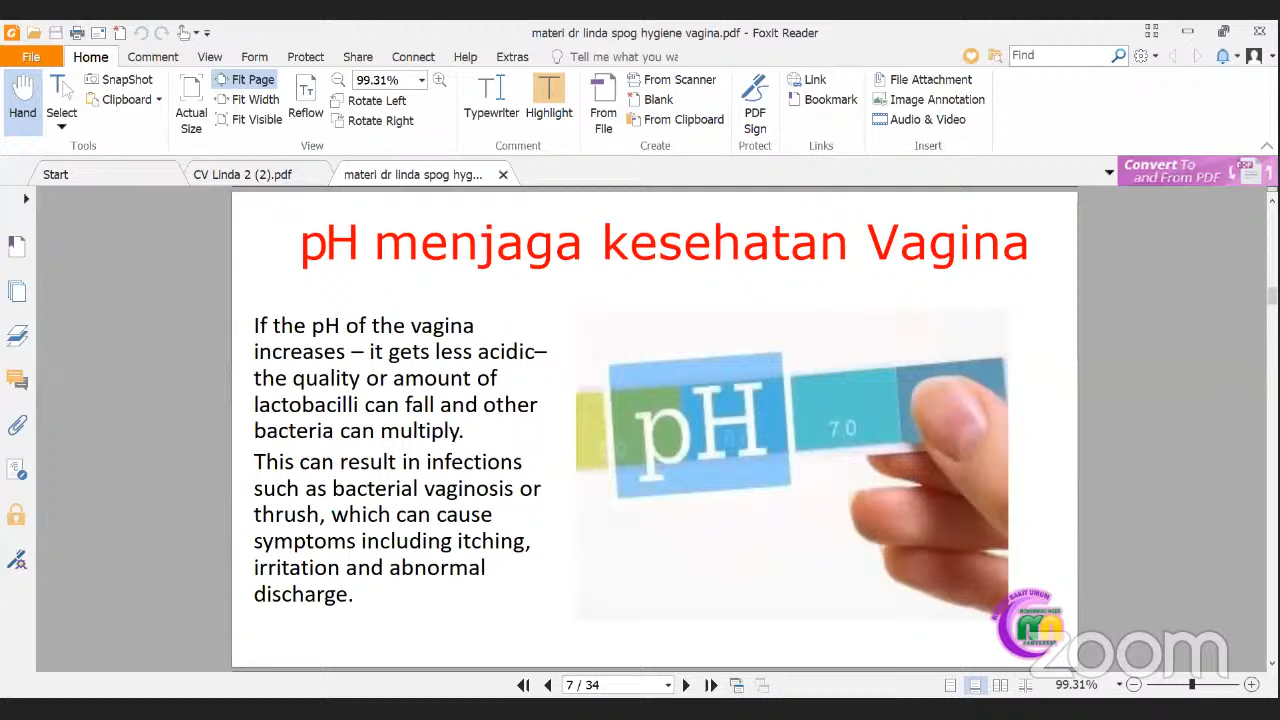 materi dr linda spog hygiene vagina.pdf - Foxit Reader
File Home Comment View Form Protect Share Connect Help Extras Tell me what you wa Find
Hand
Select
SnapShot
Clipboard
Tools
Actual Size
Fit Page
Fit Width
Fit Visible
Reflow
99.31%
Rotate Left
Rotate Right
View
Typewriter
Highlight
Comment
From File
From Scanner
Blank
From Clipboard
Create
PDF Sign
Protect
Link
Bookmark
Links
File Attachment
Image Annotation
Audio & Video
Insert
Start
CV Linda 2 (2).pdf
materi dr linda spog hyg...
Convert To
and From PDF
pH menjaga kesehatan Vagina
If the pH of the vagina
increases – it gets less acidic–
the quality or amount of
lactobacilli can fall and other
bacteria can multiply.
This can result in infections
such as bacterial vaginosis or
thrush, which can cause
symptoms including itching,
irritation and abnormal
discharge.
pH
7 0
zoom
7 / 34
99.31%